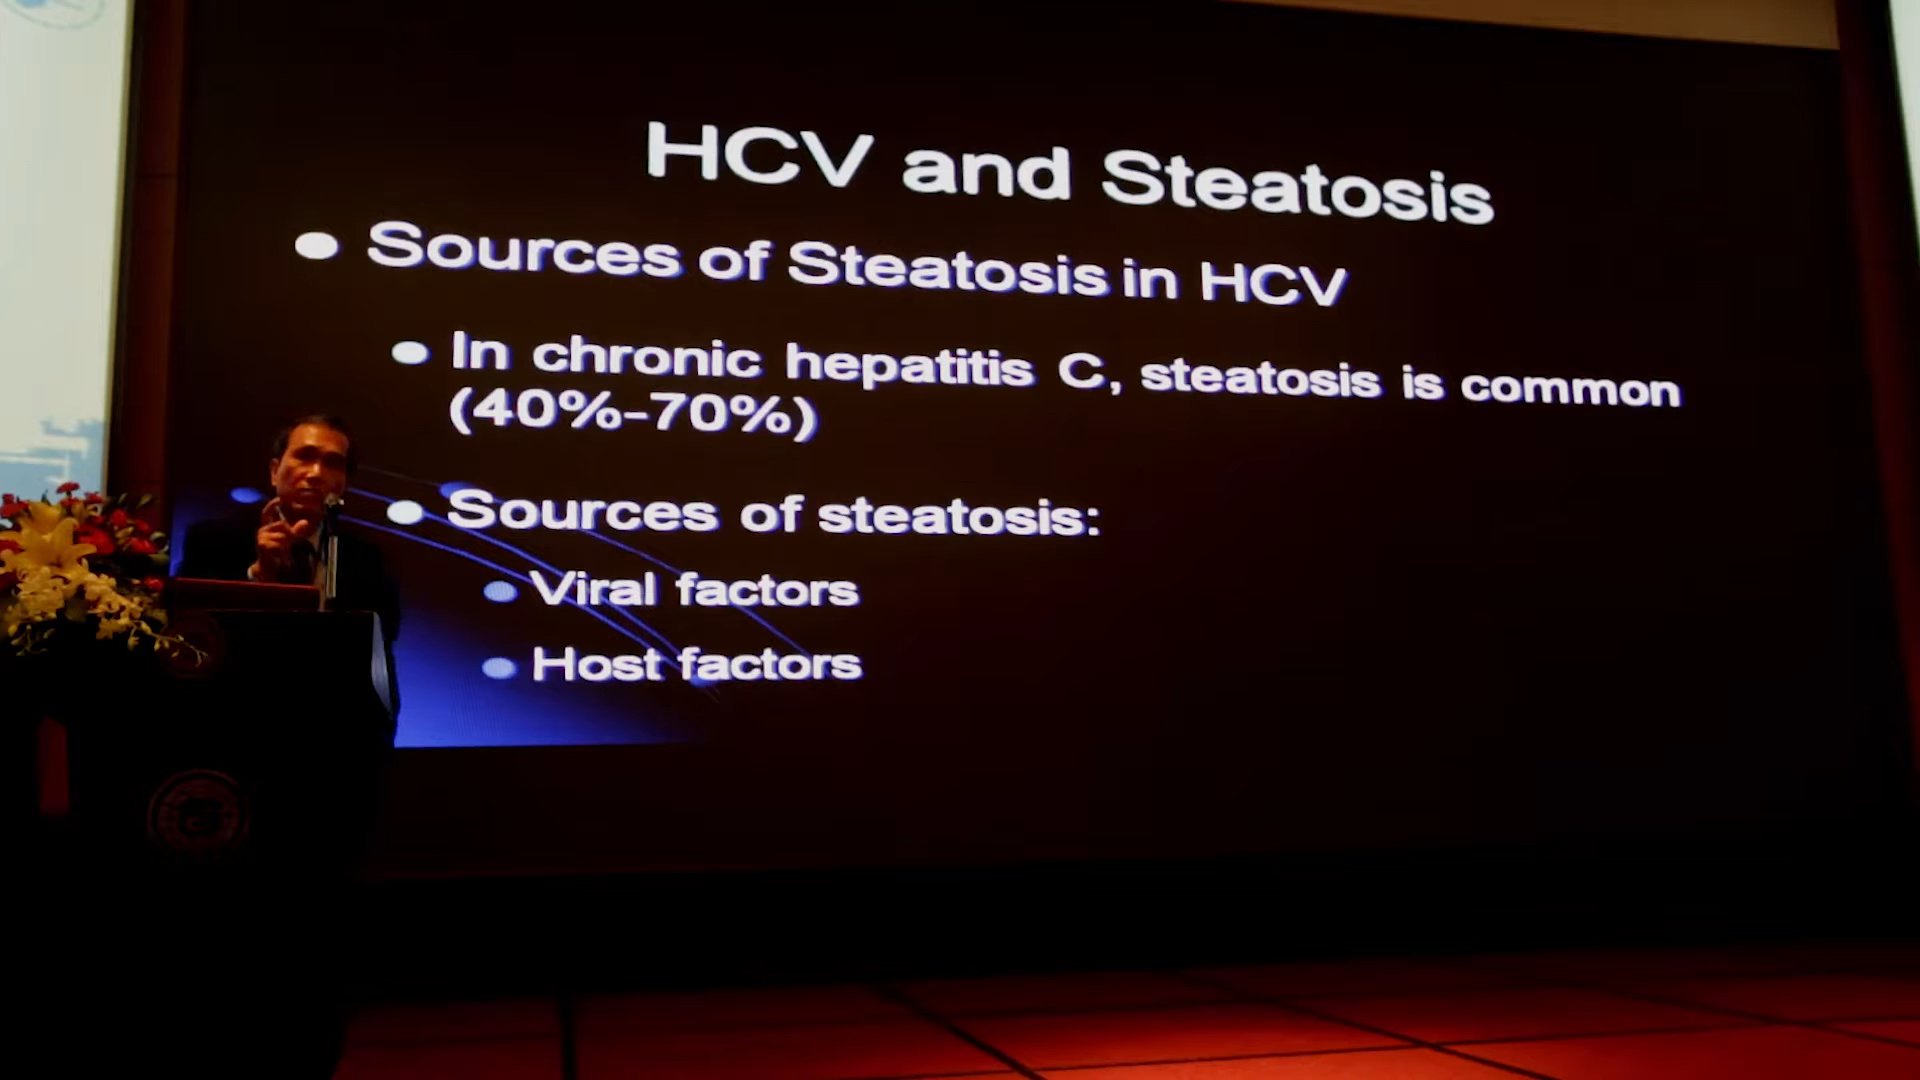 HCV and Steatosis
Sources of Steatosis in HCV
In chronic hepatitis C, steatosis is common
(40%-70%)
Sources of steatosis:
Viral factors
Host factors